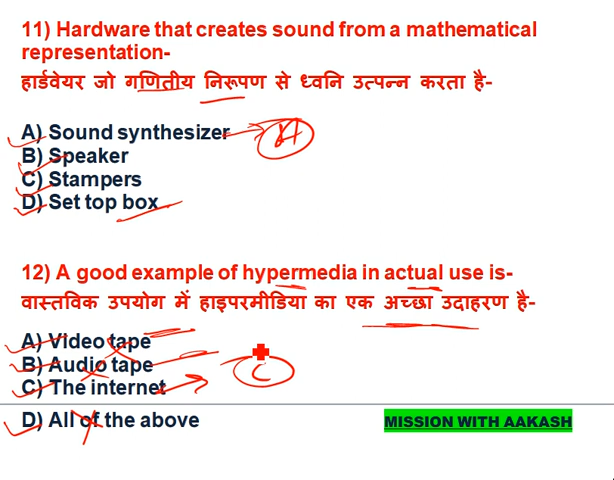 11) Hardware that creates sound from a mathematical
representation-
हार्डवेयर जो गणितीय निरूपण से ध्वनि उत्पन्न करता है-
A) Sound synthesizer
A
B) Speaker
C) Stampers
D) Set top box
12) A good example of hypermedia in actual use is-
वास्तविक उपयोग में हाइपरमीडिया का एक अच्छा उदाहरण है-
A) Video tape
B) Audio tape
C
C) The internet
D) All of the above
MISSION WITH AAKASH